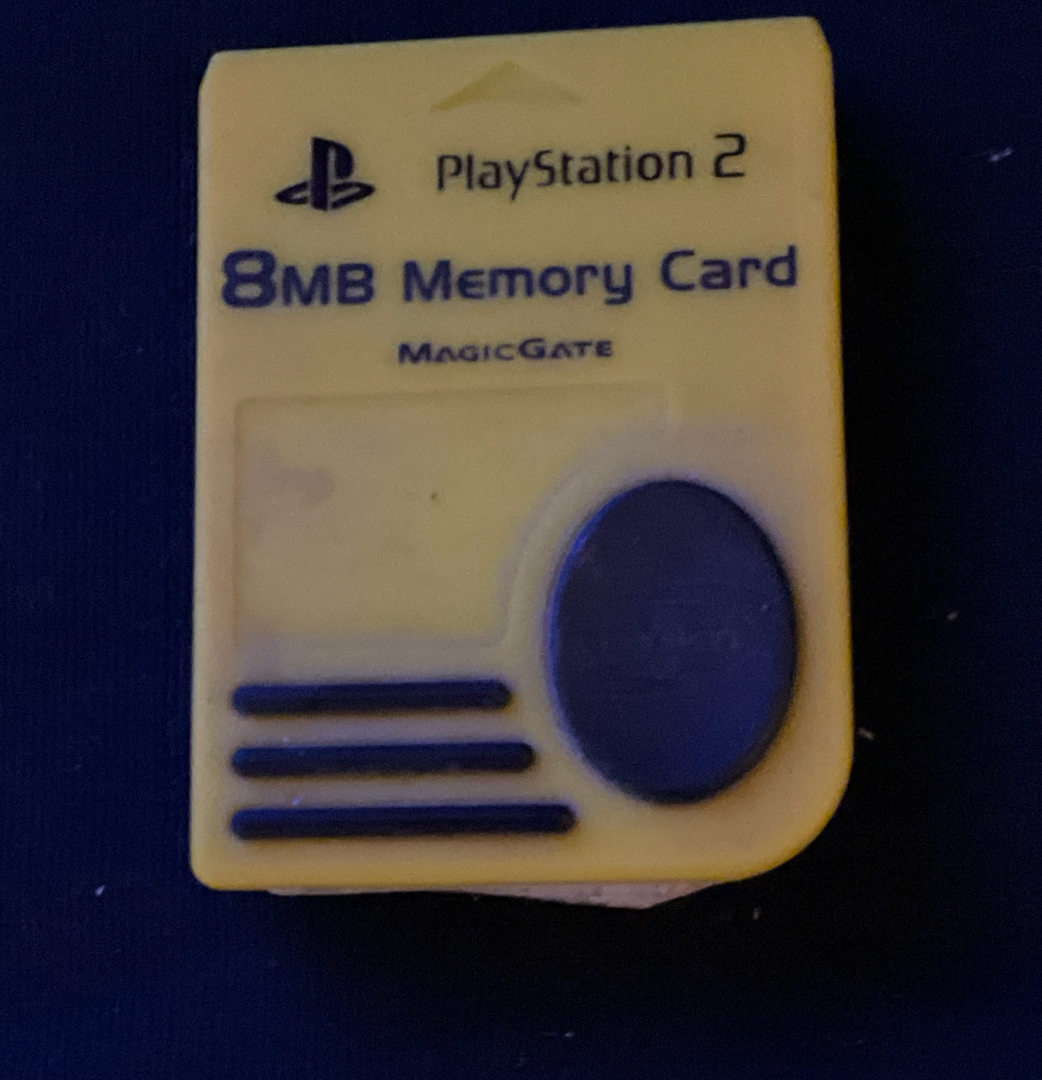 PlayStation 2
8MB Memory Card
MAGICGATE